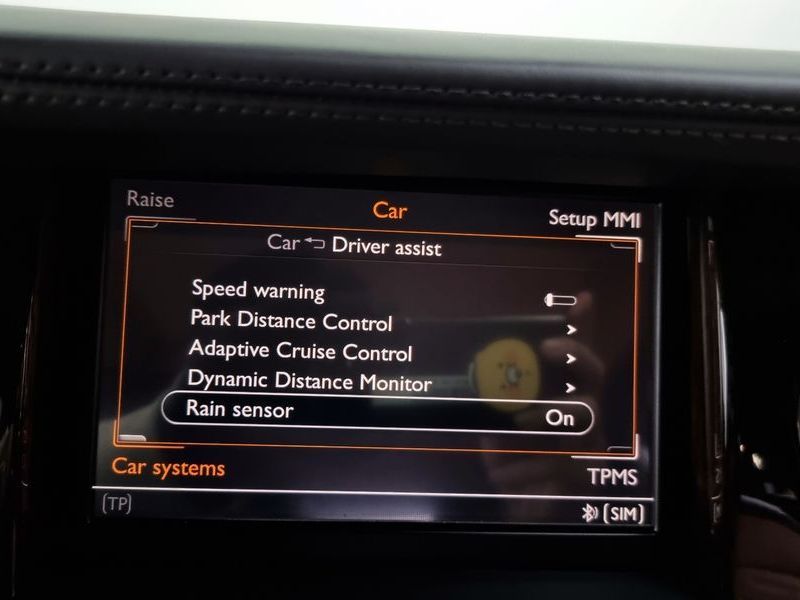 Raise
Car
Setup MMI
Car Driver assist
Speed warning
Park Distance Control
Adaptive Cruise Control
Dynamic Distance Monitor
Rain sensor On
Car systems
TPMS
(TP)
(SIM)